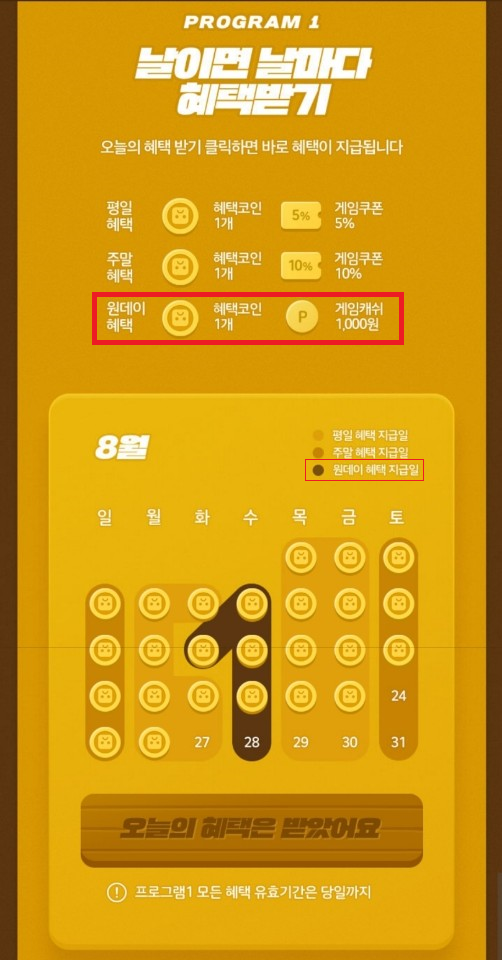 PROGRAM 1
날이면 날마다
혜택받기
오늘의 혜택 받기 클릭하면 바로 혜택이 지급됩니다
평일
혜택
혜택코인
1개
5%
게임쿠폰
5%
주말
혜택
혜택코인
1개
10%
게임쿠폰
10%
원데이
혜택
혜택코인
1개
P
게임캐쉬
1,000원
8월
평일 혜택 지급일
주말 혜택 지급일
원데이 혜택 지급일
일 월 화 수 목 금 토
24
27 28 29 30 31
오늘의 혜택은 받았어요
! 프로그램1 모든 혜택 유효기간은 당일까지